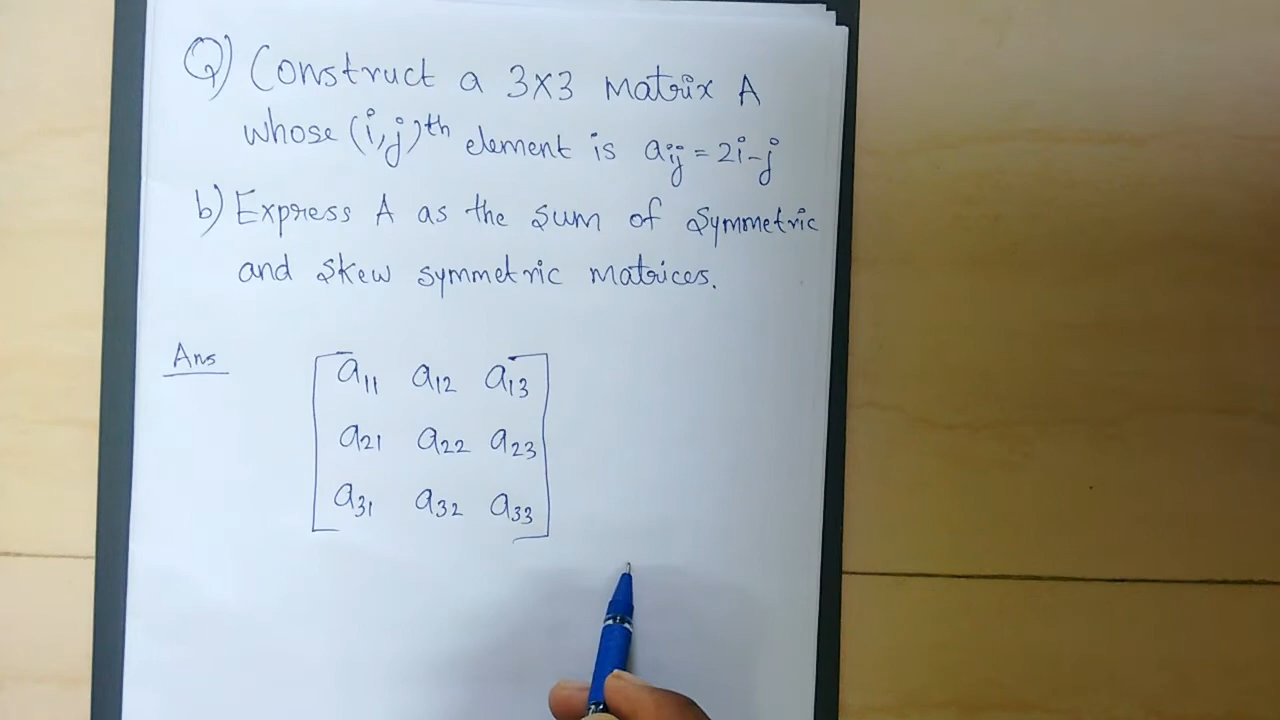 Q) Construct a 3x3 matrix A
whose (i,j)th element is aij = 2i-j
b) Express A as the sum of symmetric
and skew symmetric matrices.
Ans
a11 a12 a13
a21 a22 a23
a31 a32 a33